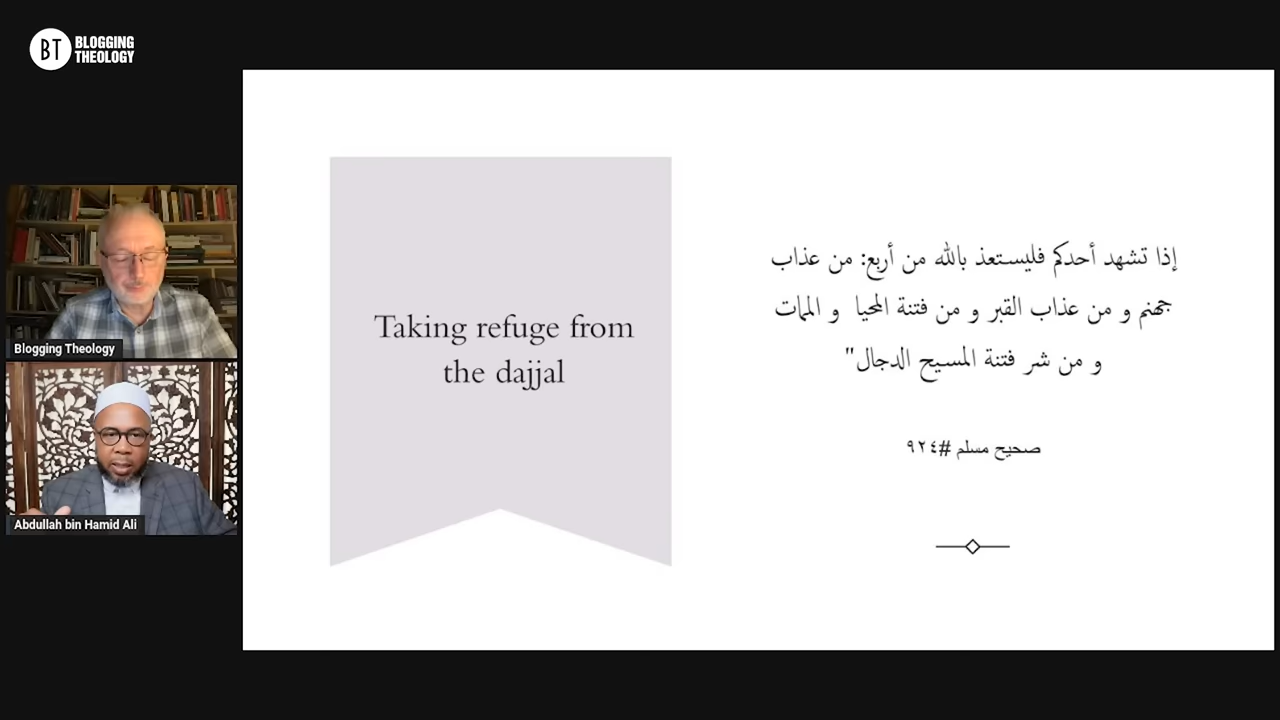 BT BLOGGING
THEOLOGY
Blogging Theology
Abdullah bin Hamid Ali
Taking refuge from
the dajjal
إذا تشهد أحدكم فليستعذ بالله من أربع: من عذاب
جهنم و من عذاب القبر و من فتنة المحيا و الممات
و من شر فتنة المسيح الدجال"
صحيح مسلم #٩٢٤